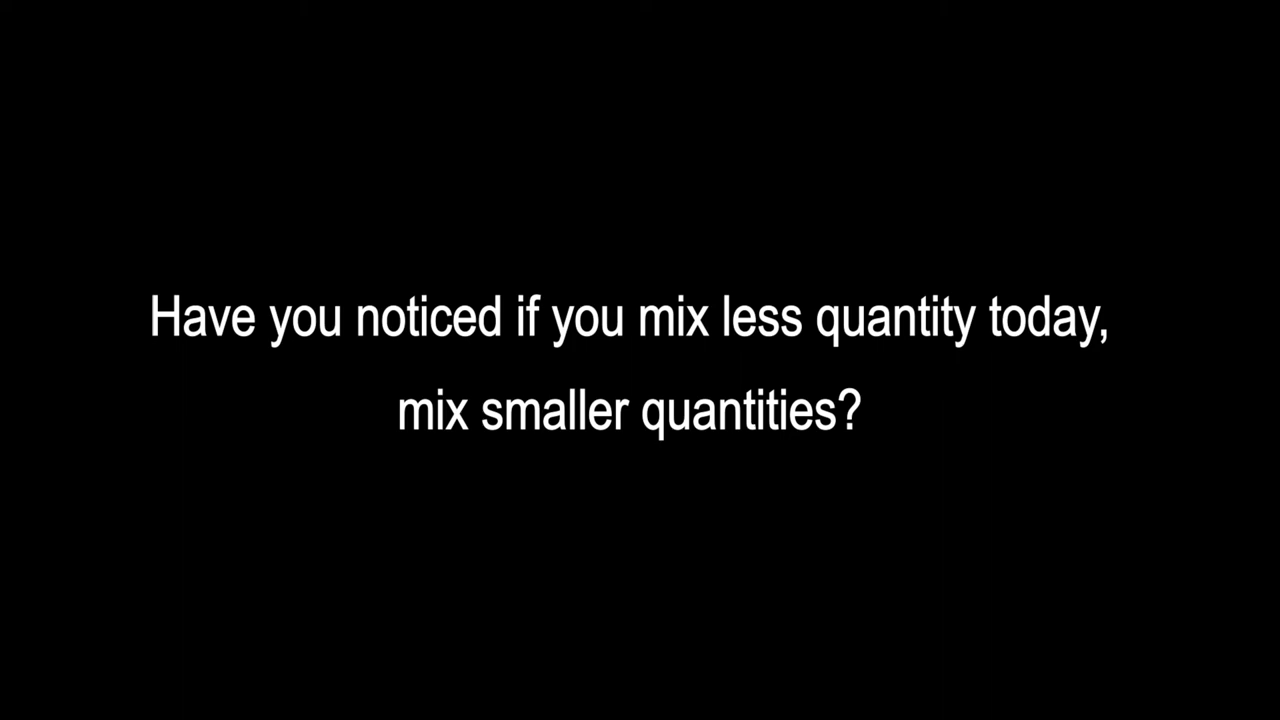 Have you noticed if you mix less quantity today,
mix smaller quantities?